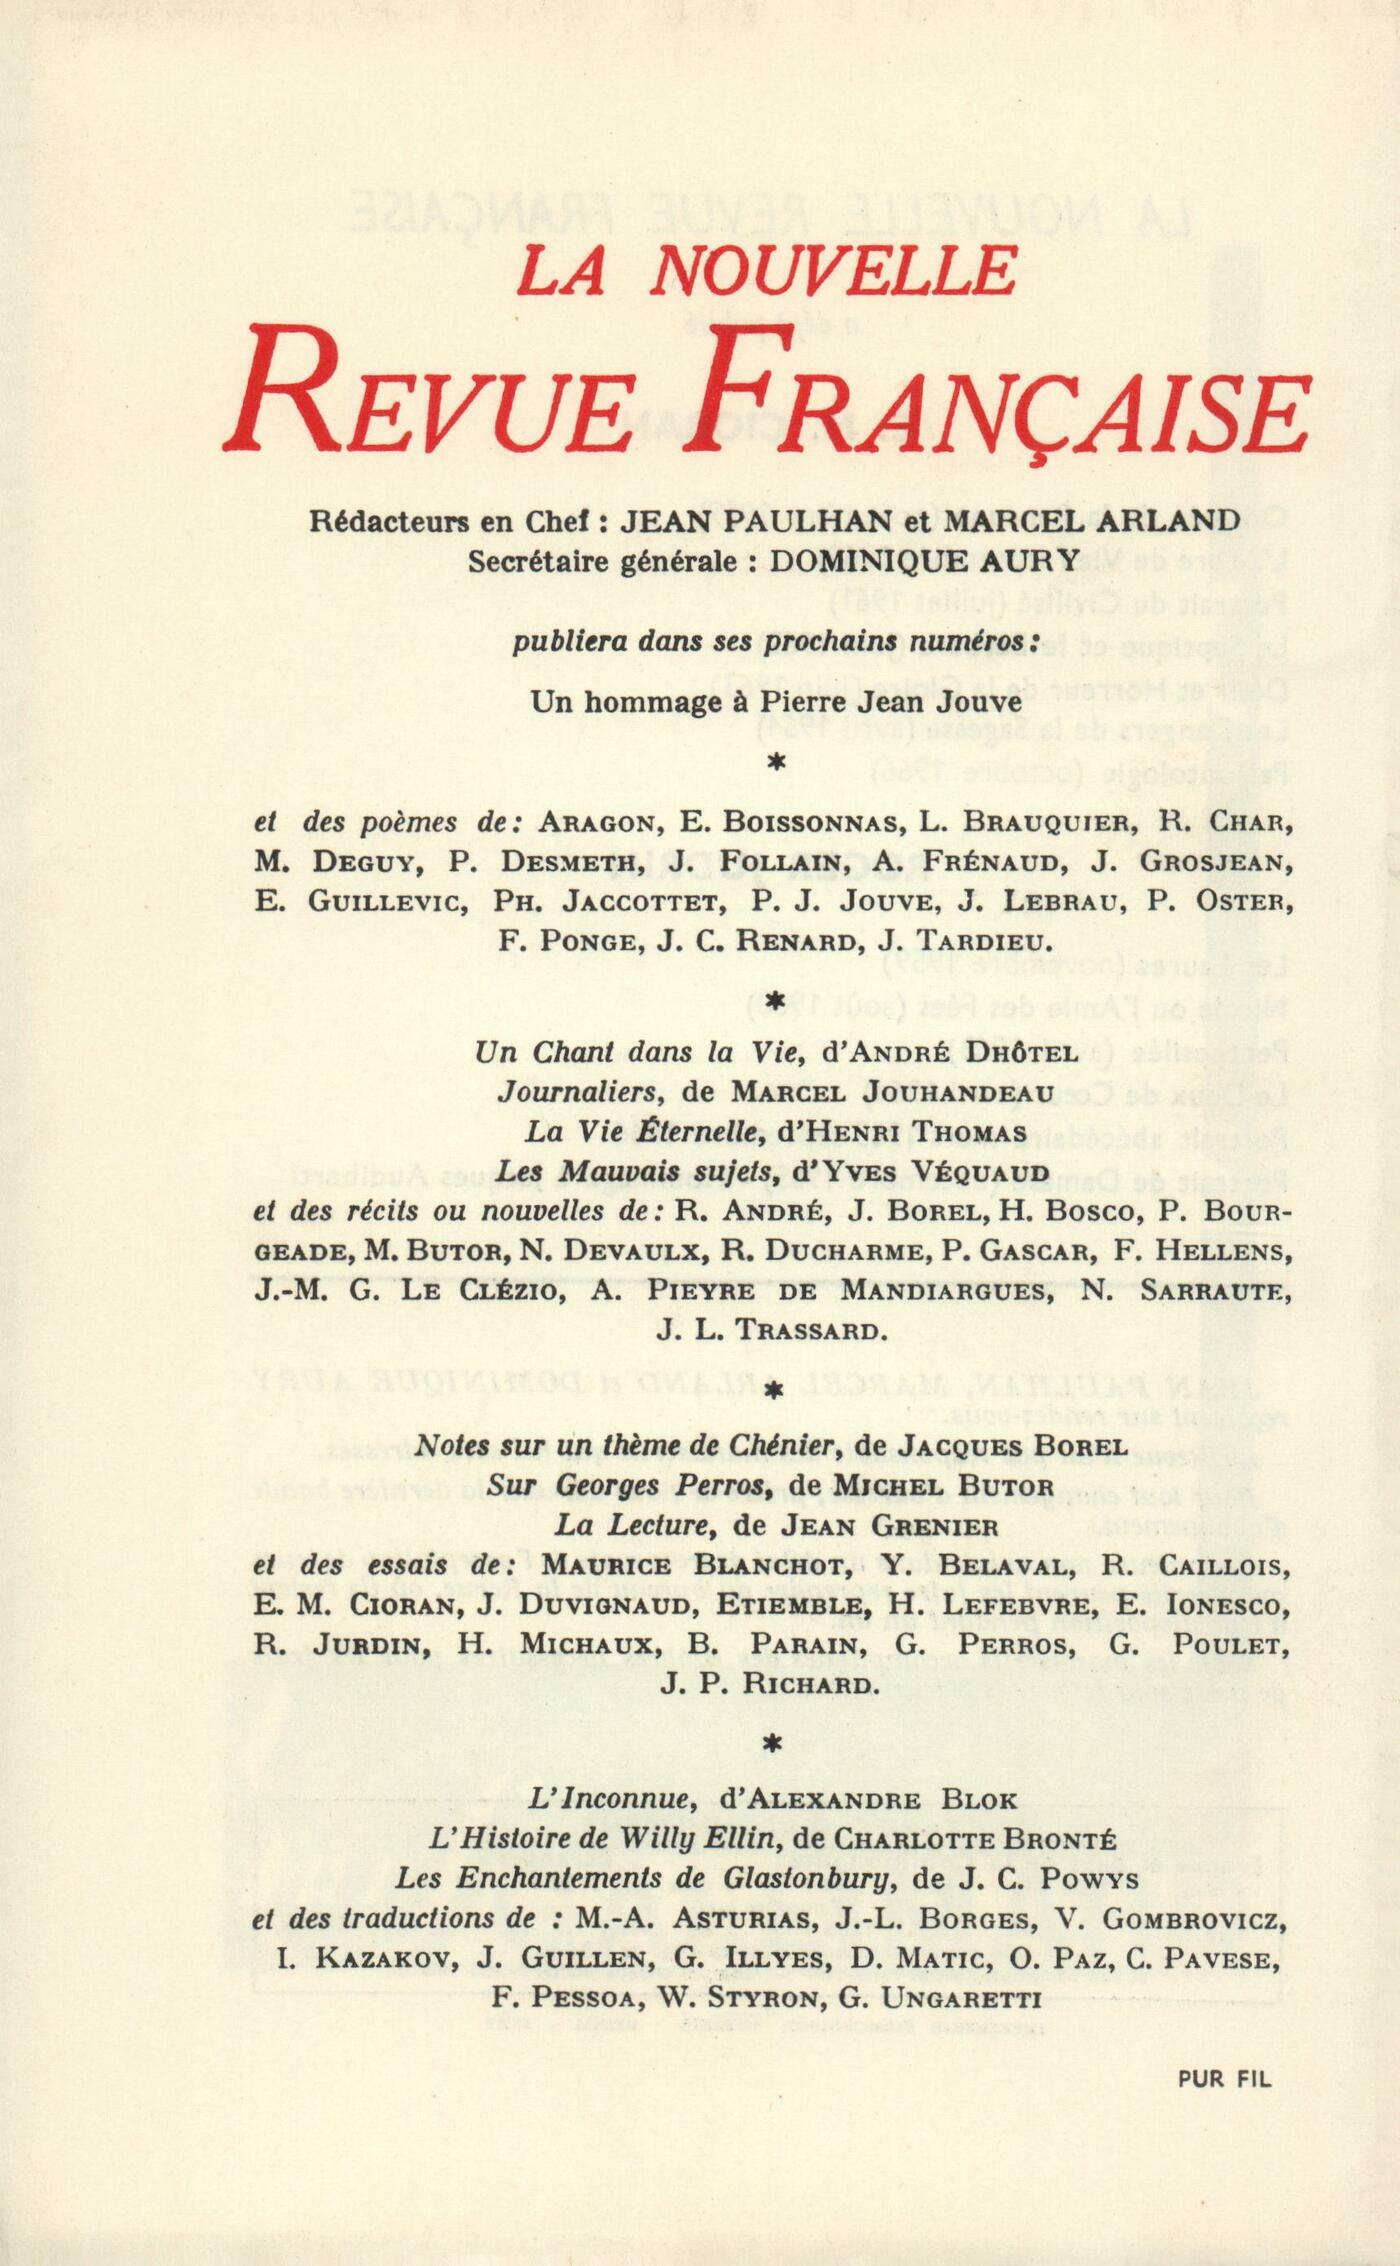 LA NOUVELLE
REVUE FRANÇAISE
Rédacteurs en Chef : JEAN PAULHAN et MARCEL ARLAND
Secrétaire générale : DOMINIQUE AURY
publiera dans ses prochains numéros :
Un hommage à Pierre Jean Jouve
*
et des poèmes de : ARAGON, E. BOISSONNAS, L. BRAUQUIER, R. CHAR,
M. DEGUY, P. DESMETH, J. FOLLAIN, A. FRÉNAUD, J. GROSJEAN,
E. GUILLEVIC, PH. JACCOTTET, P. J. JOUVE, J. LEBRAU, P. OSTER,
F. PONGE, J. C. RENARD, J. TARDIEU.
*
Un Chant dans la Vie, d'ANDRÉ DHÔTEL
Journaliers, de MARCEL JOUHANDEAU
La Vie Éternelle, d'HENRI THOMAS
Les Mauvais sujets, d'YVES VÉQUAUD
et des récits ou nouvelles de : R. ANDRÉ, J. BOREL, H. BOSCO, P. BOUR-
GEADE, M. BUTOR, N. DEVAULX, R. DUCHARME, P. GASCAR, F. HELLENS,
J.-M. G. LE CLÉZIO, A. PIEYRE DE MANDIARGUES, N. SARRAUTE,
J. L. TRASSARD.
*
Notes sur un thème de Chénier, de JACQUES BOREL
Sur Georges Perros, de MICHEL BUTOR
La Lecture, de JEAN GRENIER
et des essais de : MAURICE BLANCHOT, Y. BELAVAL, R. CAILLOIS,
E. M. CIORAN, J. DUVIGNAUD, ETIEMBLE, H. LEFEBVRE, E. IONESCO,
R. JURDIN, H. MICHAUX, B. PARAIN, G. PERROS, G. POULET,
J. P. RICHARD.
*
L'Inconnue, d'ALEXANDRE BLOK
L'Histoire de Willy Ellin, de CHARLOTTE BRONTÉ
Les Enchantements de Glastonbury, de J. C. POWYS
et des traductions de : M.-A. ASTURIAS, J.-L. BORGES, V. GOMBROVICZ,
I. KAZAKOV, J. GUILLEN, G. ILLYES, D. MATIC, O. PAZ, C. PAVESE,
F. PESSOA, W. STYRON, G. UNGARETTI
PUR FIL